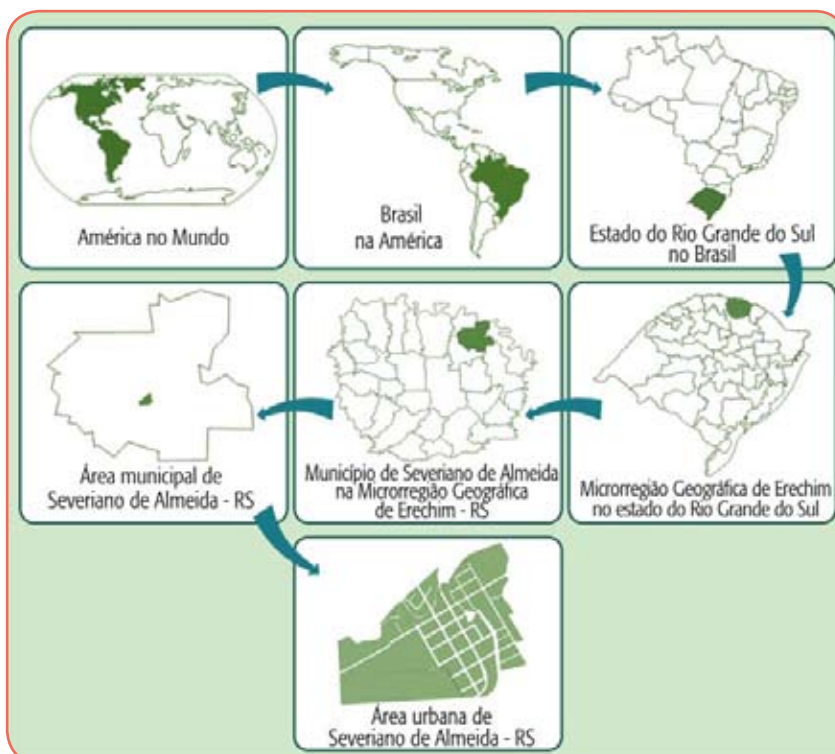 América no Mundo
Brasil
na América
Estado do Rio Grande do Sul
no Brasil
Microrregião Geográfica de Erechim
no estado do Rio Grande do Sul
Município de Severiano de Almeida
na Microrregião Geográfica
de Erechim - RS
Área municipal de
Severiano de Almeida - RS
Área urbana de
Severiano de Almeida - RS